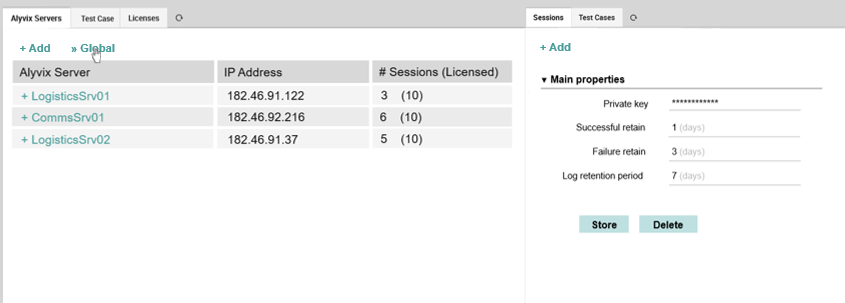 Alyvix Servers Test Case Licenses
+ Add » Global
Alyvix Server IP Address # Sessions (Licensed)
+ LogisticsSrv01 182.46.91.122 3 (10)
+ CommsSrv01 182.46.92.216 6 (10)
+ LogisticsSrv02 182.46.91.37 5 (10)
Sessions Test Cases
+ Add
▼ Main properties
Private key ************
Successful retain 1 (days)
Failure retain 3 (days)
Log retention period 7 (days)
Store Delete